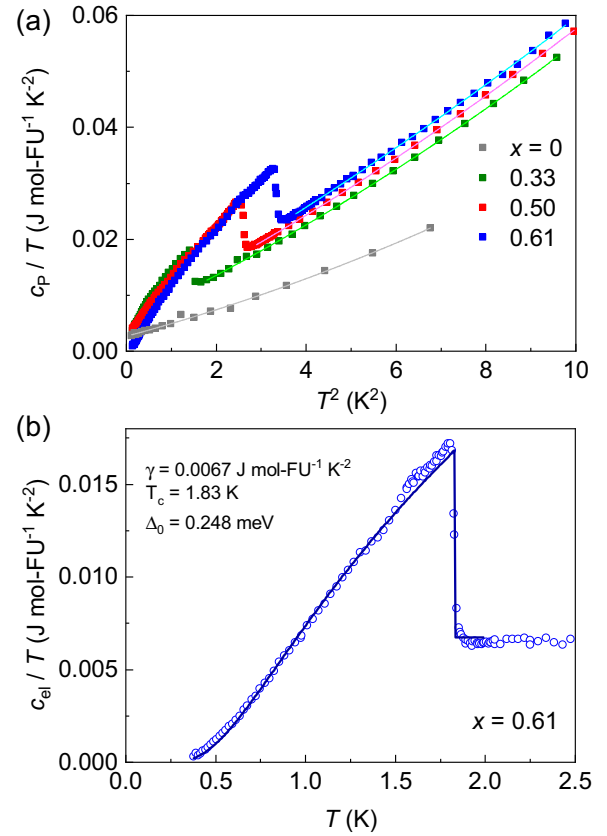 (a)
0.06
0.04
0.02
0.00
c_P / T (J mol-FU⁻¹ K⁻²)
x = 0
0.33
0.50
0.61
0 2 4 6 8 10
T² (K²)
(b)
γ = 0.0067 J mol-FU⁻¹ K⁻²
T_c = 1.83 K
Δ₀ = 0.248 meV
0.015
0.010
0.005
0.000
c_el / T (J mol-FU⁻¹ K⁻²)
x = 0.61
0.0 0.5 1.0 1.5 2.0 2.5
T (K)